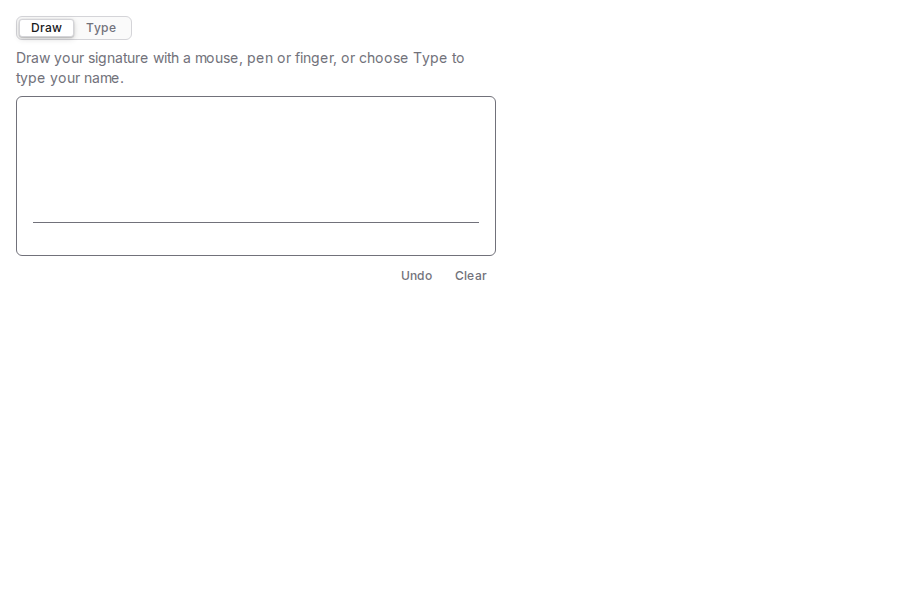 Draw Type
Draw your signature with a mouse, pen or finger, or choose Type to
type your name.
Undo Clear